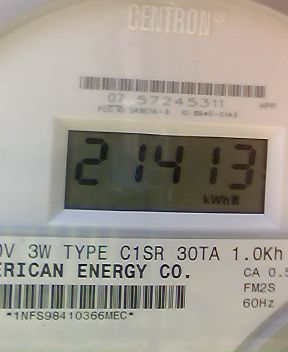 CENTRON®
07 57245311 HPP
21413
kWh
0V 3W TYPE C1SR 30TA 1.0Kh
ERICAN ENERGY CO. CA 0.5
FM2S
*1NFS98410366MEC* 60Hz